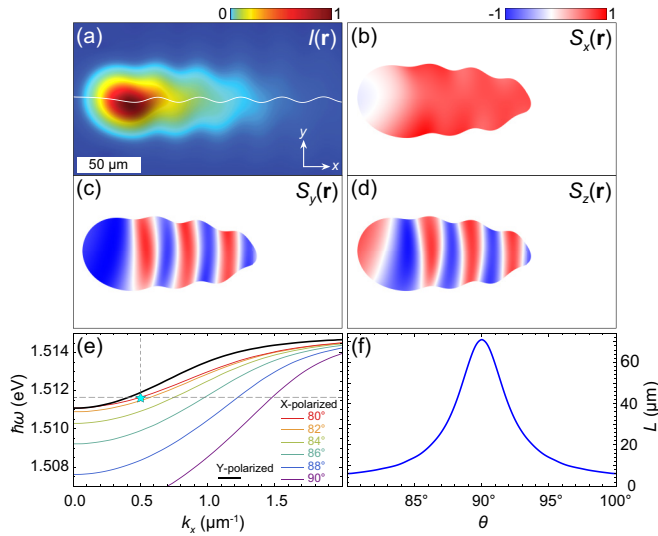 0 1 -1 1
(a) I(r) (b) Sₓ(r)
y
x
50 μm
(c) S_y(r) (d) S_z(r)
(e) (f)
1.514
1.512
1.510
1.508
ħω (eV)
X-polarized
80°
82°
84°
86°
88°
90°
Y-polarized
0.0 0.5 1.0 1.5
kₓ (μm⁻¹)
60
40
20
0
L (μm)
85° 90° 95° 100°
θ